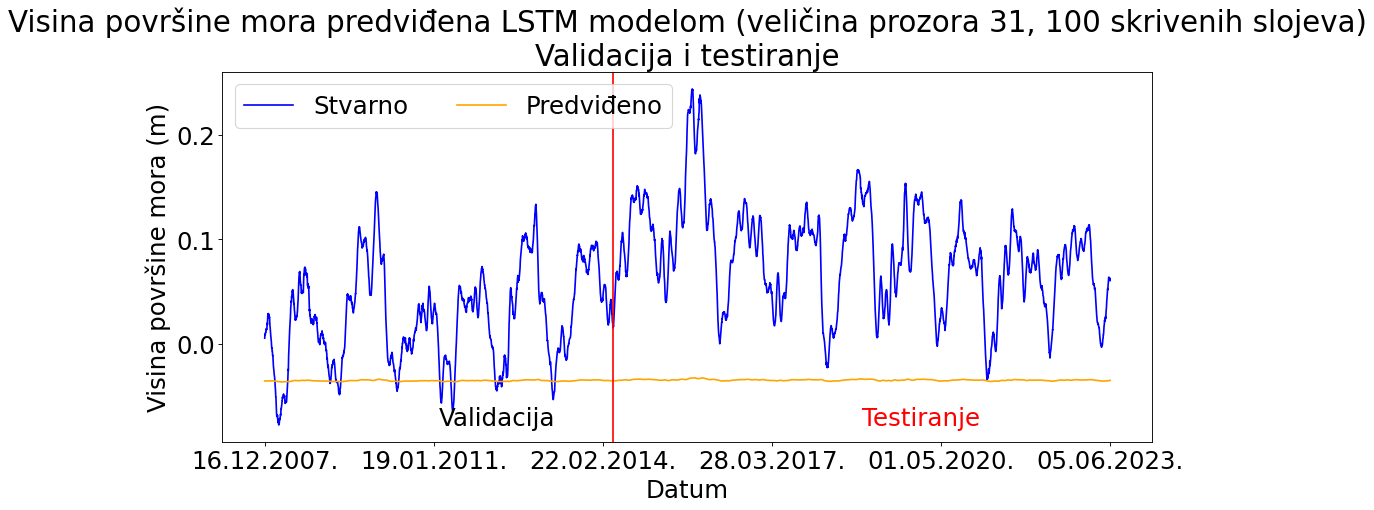 Visina površine mora predviđena LSTM modelom (veličina prozora 31, 100 skrivenih slojeva)
Validacija i testiranje
Stvarno
Predviđeno
Visina površine mora (m)
0.2
0.1
0.0
Validacija
Testiranje
16.12.2007.
19.01.2011.
22.02.2014.
28.03.2017.
01.05.2020.
05.06.2023.
Datum